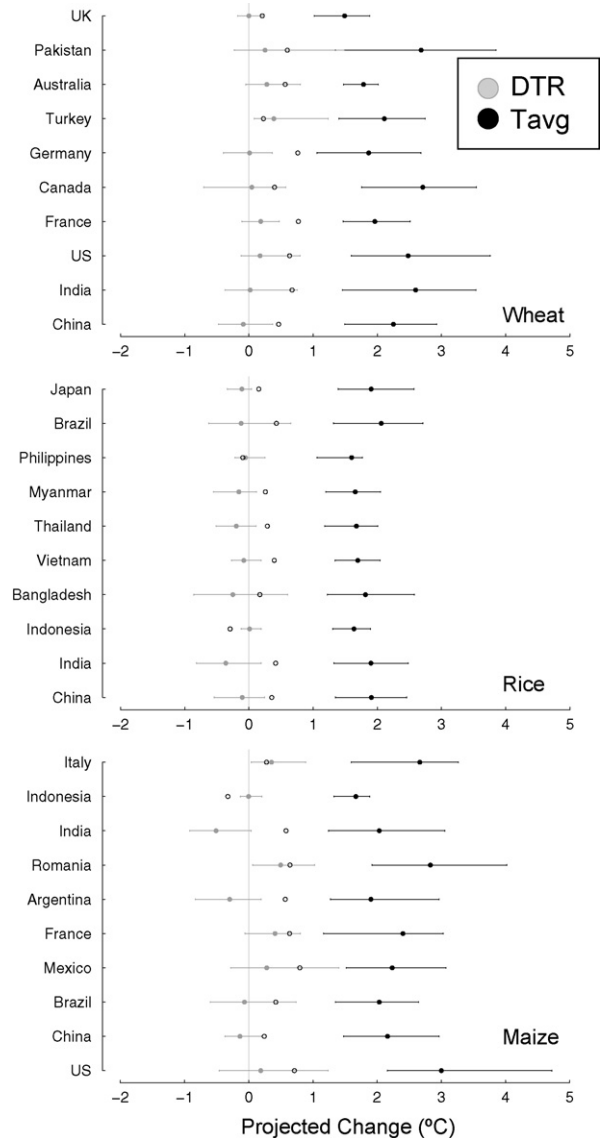 UK
Pakistan
Australia
Turkey
Germany
Canada
France
US
India
China
DTR
Tavg
Wheat
−2 −1 0 1 2 3 4 5
Japan
Brazil
Philippines
Myanmar
Thailand
Vietnam
Bangladesh
Indonesia
India
China
Rice
−2 −1 0 1 2 3 4 5
Italy
Indonesia
India
Romania
Argentina
France
Mexico
Brazil
China
US
Maize
−2 −1 0 1 2 3 4 5
Projected Change (ºC)